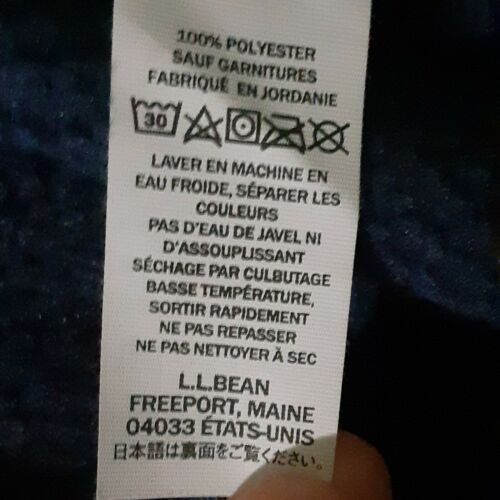 100% POLYESTER
SAUF GARNITURES
FABRIQUÉ EN JORDANIE
30
LAVER EN MACHINE EN
EAU FROIDE, SÉPARER LES
COULEURS
PAS D'EAU DE JAVEL NI
D'ASSOUPLISSANT
SÉCHAGE PAR CULBUTAGE
BASSE TEMPÉRATURE,
SORTIR RAPIDEMENT
NE PAS REPASSER
NE PAS NETTOYER À SEC
L.L.BEAN
FREEPORT, MAINE
04033 ÉTATS-UNIS
日本語は裏面をご覧ください。